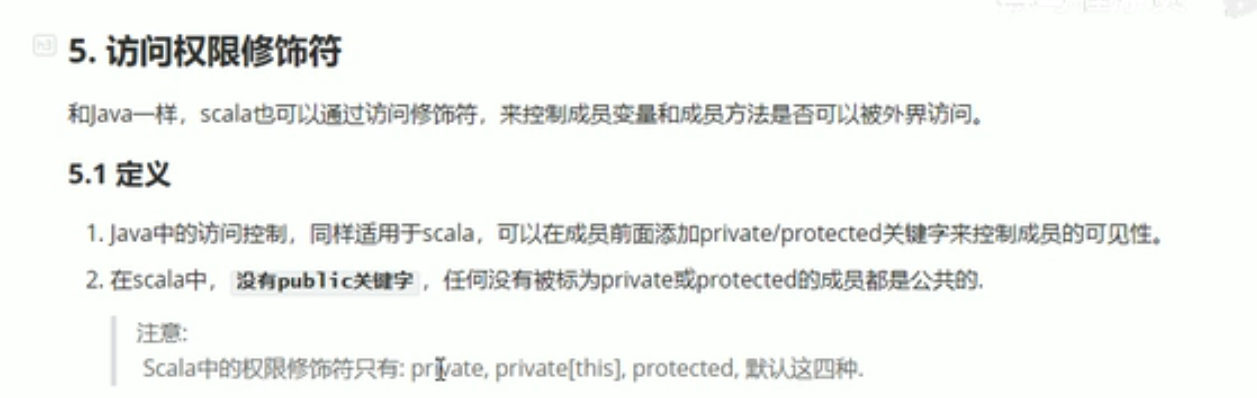 5. 访问权限修饰符
和Java一样，scala也可以通过访问修饰符，来控制成员变量和成员方法是否可以被外界访问。
5.1 定义
1. Java中的访问控制，同样适用于scala，可以在成员前面添加private/protected关键字来控制成员的可见性。
2. 在scala中，没有public关键字，任何没有被标为private或protected的成员都是公共的.
注意:
Scala中的权限修饰符只有: private, private[this], protected, 默认这四种.